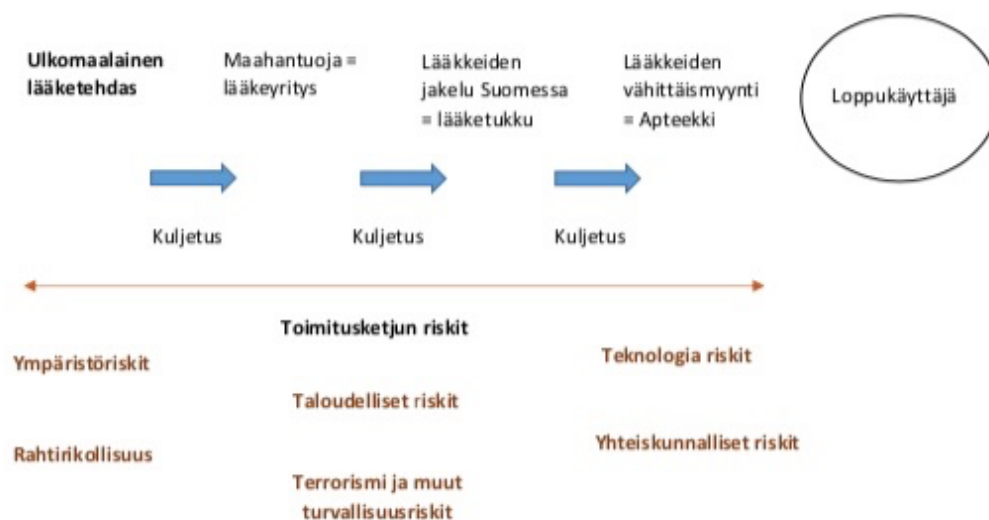 Ulkomaalainen
lääketehdas
Maahantuoja =
lääkeyritys
Lääkkeiden
jakelu Suomessa
= lääketukku
Lääkkeiden
vähittäismyynti
= Apteekki
Loppukäyttäjä
Kuljetus
Kuljetus
Kuljetus
Toimitusketjun riskit
Ympäristöriskit
Teknologia riskit
Taloudelliset riskit
Rahtirikollisuus
Yhteiskunnalliset riskit
Terrorismi ja muut
turvallisuusriskit